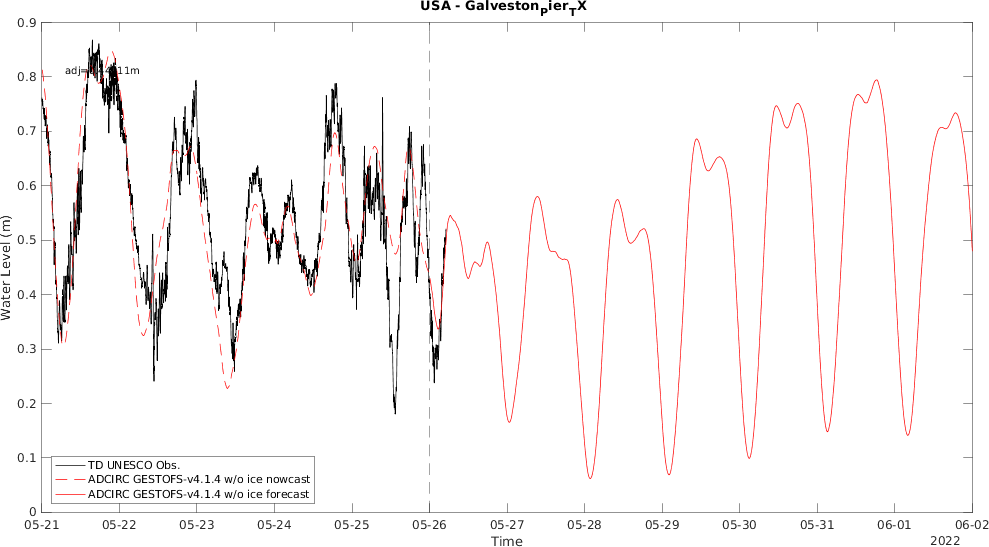 USA - Galveston_Pier_TX
0.9
0.8
0.7
0.6
0.5
0.4
0.3
0.2
0.1
0
Water Level (m)
TD UNESCO Obs.
ADCIRC GESTOFS-v4.1.4 w/o ice nowcast
ADCIRC GESTOFS-v4.1.4 w/o ice forecast
05-21 05-22 05-23 05-24 05-25 05-26 05-27 05-28 05-29 05-30 05-31 06-01 06-02
Time
2022